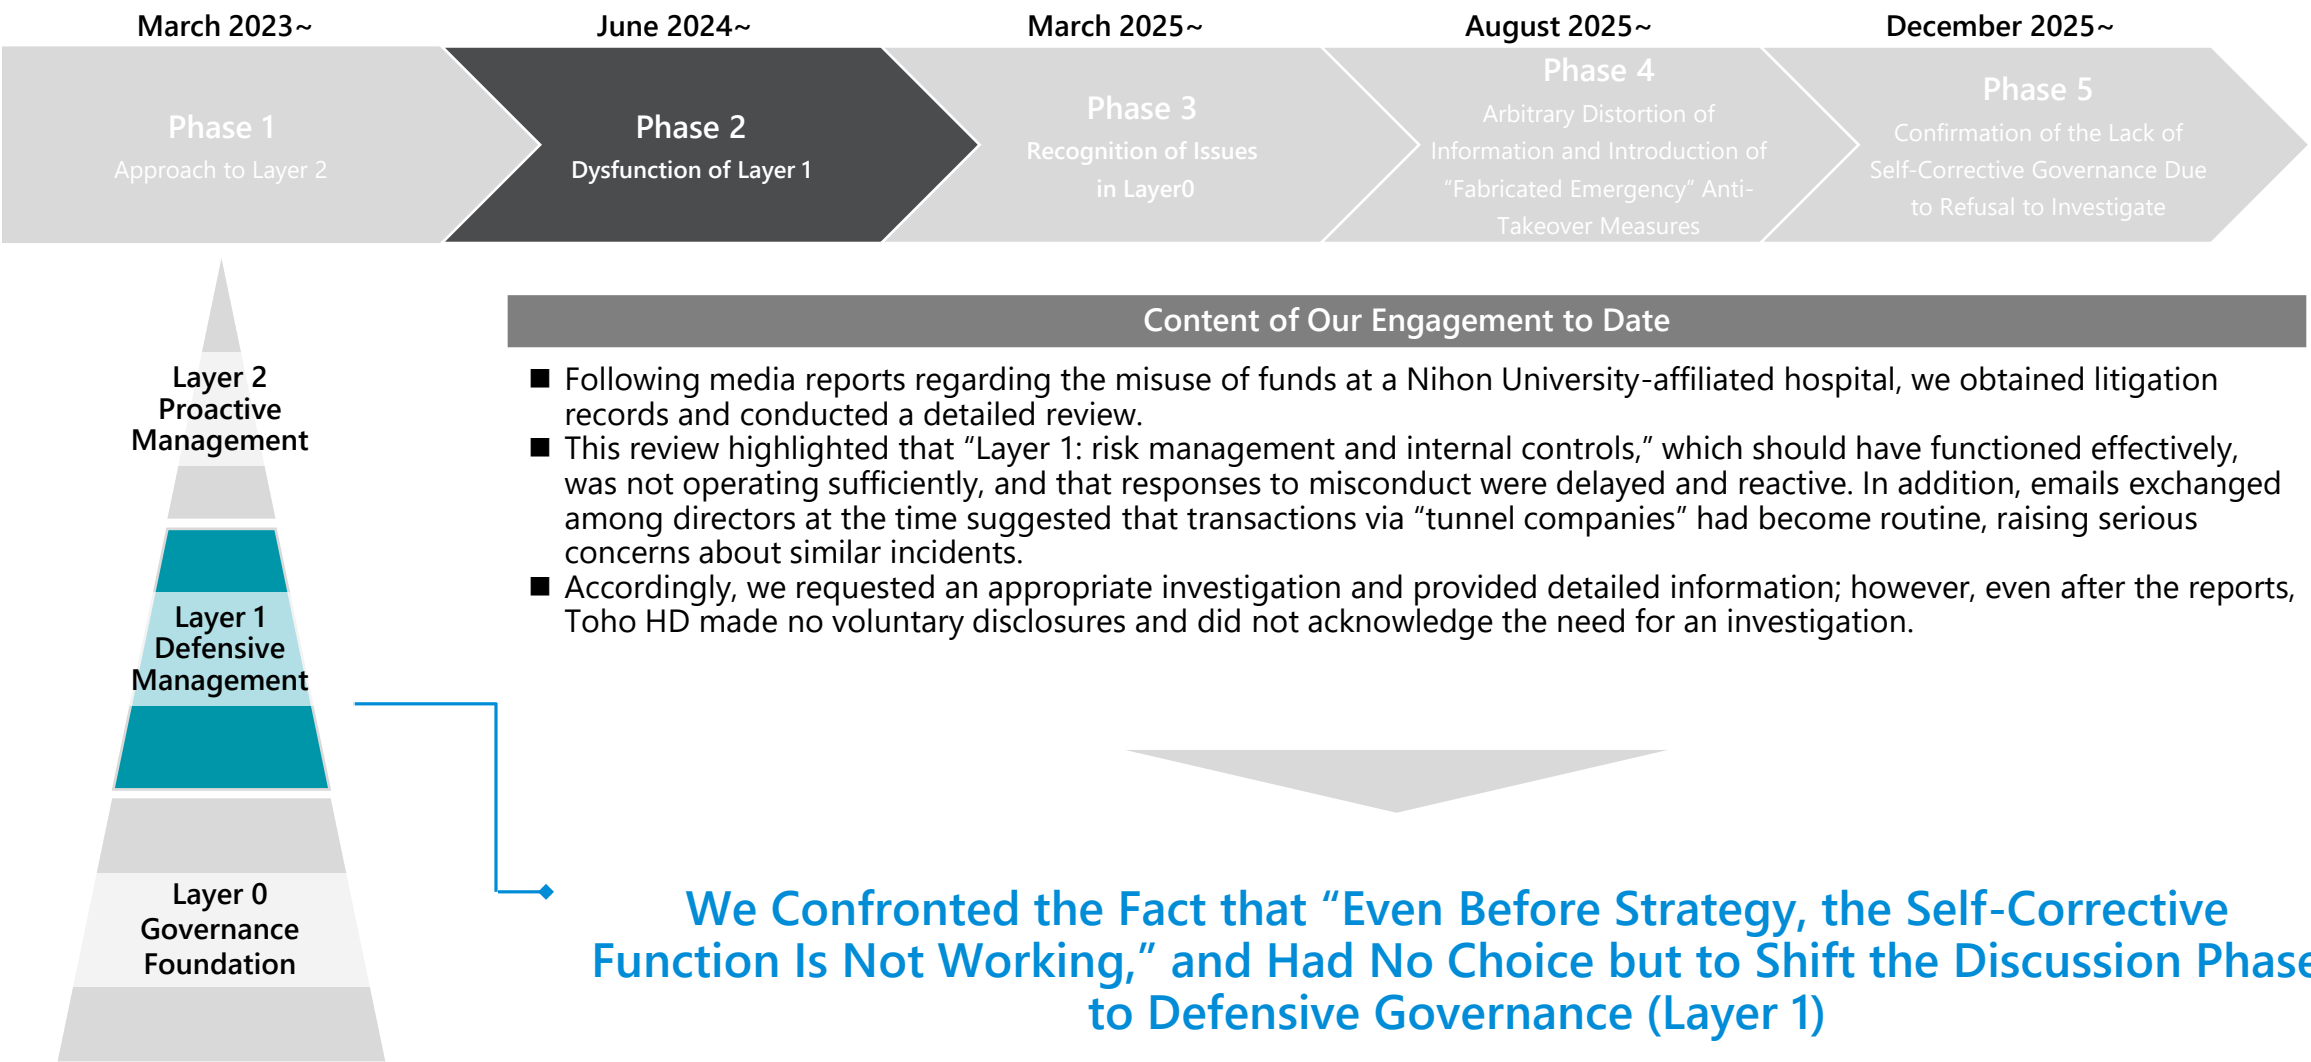 March 2023~
June 2024~
March 2025~
August 2025~
December 2025~
Phase 1
Approach to Layer 2
Phase 2
Dysfunction of Layer 1
Phase 3
Recognition of Issues
in Layer0
Phase 4
Arbitrary Distortion of
Information and Introduction of
“Fabricated Emergency” Anti-
Takeover Measures
Phase 5
Confirmation of the Lack of
Self-Corrective Governance Due
to Refusal to Investigate
Layer 2
Proactive
Management
Layer 1
Defensive
Management
Layer 0
Governance
Foundation
Content of Our Engagement to Date
■ Following media reports regarding the misuse of funds at a Nihon University-affiliated hospital, we obtained litigation
records and conducted a detailed review.
■ This review highlighted that “Layer 1: risk management and internal controls,” which should have functioned effectively,
was not operating sufficiently, and that responses to misconduct were delayed and reactive. In addition, emails exchanged
among directors at the time suggested that transactions via “tunnel companies” had become routine, raising serious
concerns about similar incidents.
■ Accordingly, we requested an appropriate investigation and provided detailed information; however, even after the reports,
Toho HD made no voluntary disclosures and did not acknowledge the need for an investigation.
We Confronted the Fact that “Even Before Strategy, the Self-Corrective
Function Is Not Working,” and Had No Choice but to Shift the Discussion Phase
to Defensive Governance (Layer 1)